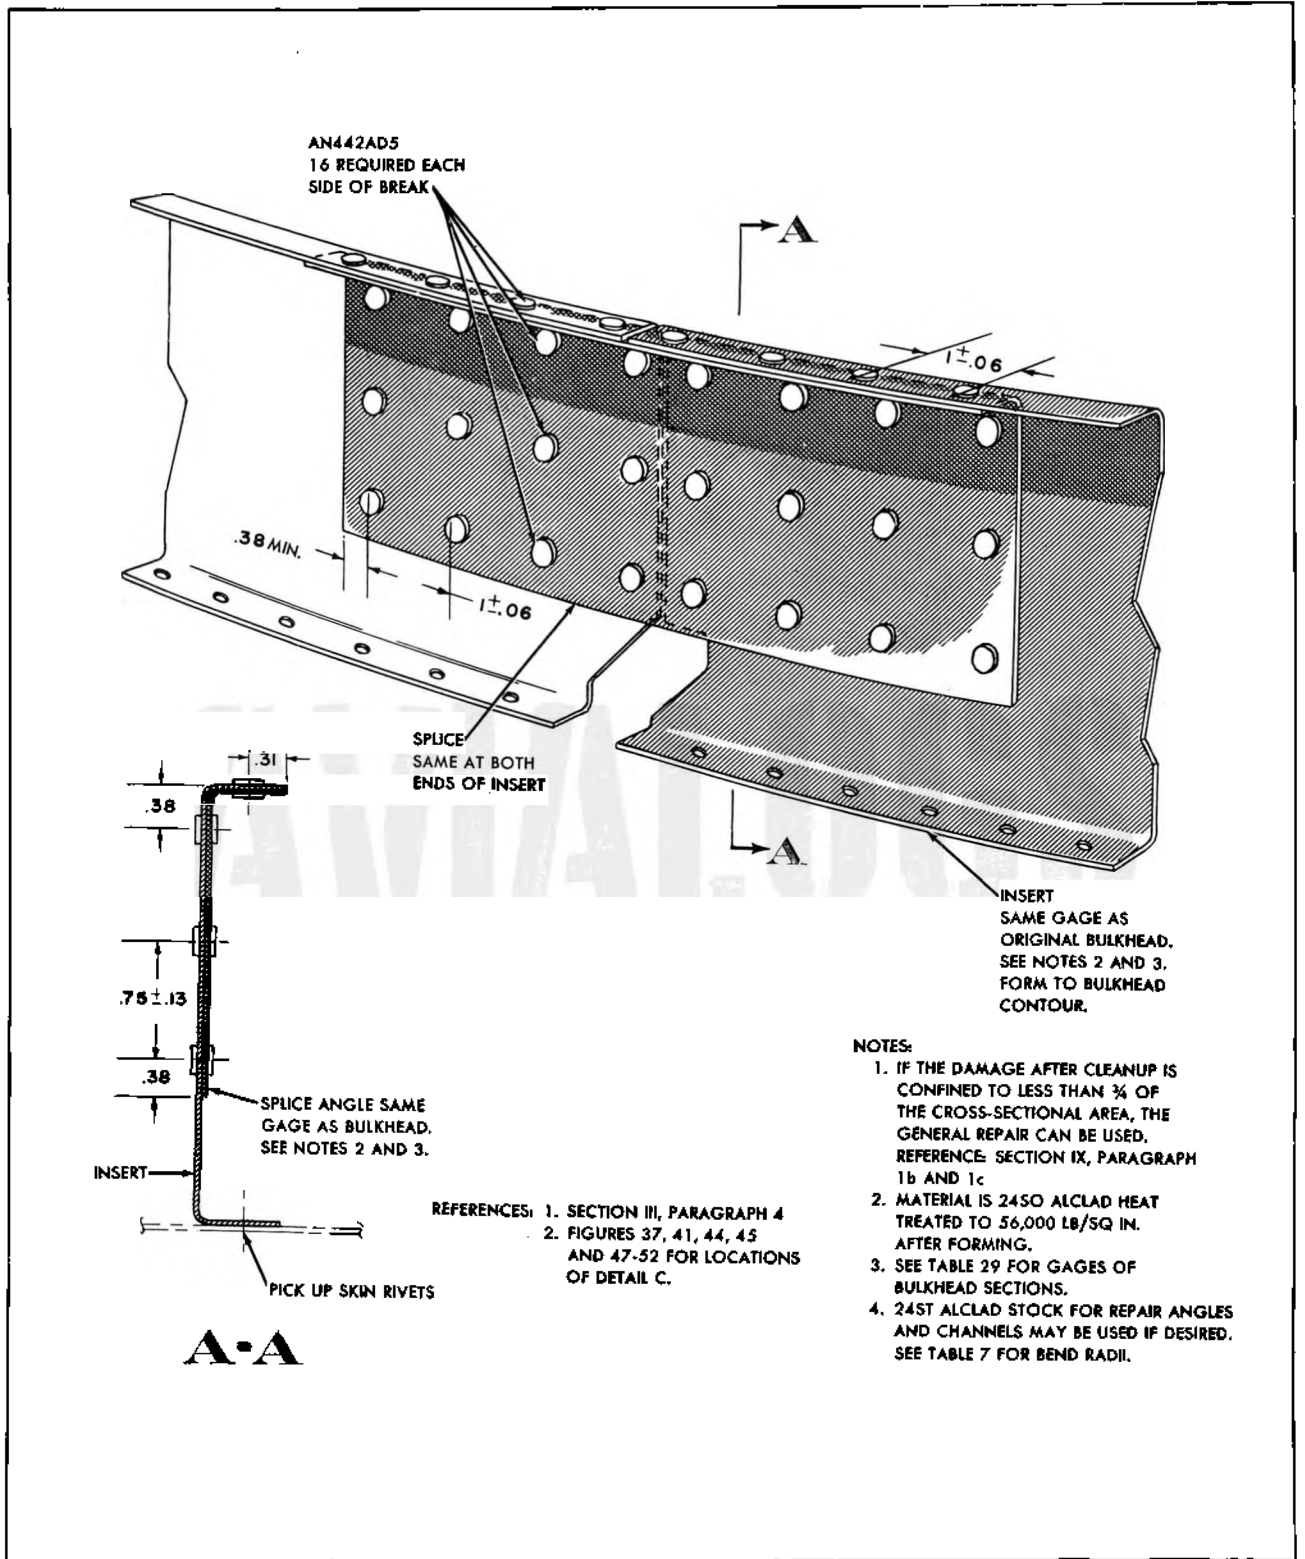 AN442AD5
16 REQUIRED EACH
SIDE OF BREAK
A
1±.06
.38 MIN.
1±.06
SPLICE
SAME AT BOTH
ENDS OF INSERT
A
INSERT
SAME GAGE AS
ORIGINAL BULKHEAD.
SEE NOTES 2 AND 3.
FORM TO BULKHEAD
CONTOUR.
.31
.38
.75±.13
.38
SPLICE ANGLE SAME
GAGE AS BULKHEAD.
SEE NOTES 2 AND 3.
INSERT
PICK UP SKIN RIVETS
A-A
REFERENCES: 1. SECTION III, PARAGRAPH 4
2. FIGURES 37, 41, 44, 45
AND 47-52 FOR LOCATIONS
OF DETAIL C.
NOTES:
1. IF THE DAMAGE AFTER CLEANUP IS
CONFINED TO LESS THAN ¾ OF
THE CROSS-SECTIONAL AREA, THE
GENERAL REPAIR CAN BE USED.
REFERENCE: SECTION IX, PARAGRAPH
1b AND 1c
2. MATERIAL IS 24SO ALCLAD HEAT
TREATED TO 56,000 LB/SQ IN.
AFTER FORMING.
3. SEE TABLE 29 FOR GAGES OF
BULKHEAD SECTIONS.
4. 24ST ALCLAD STOCK FOR REPAIR ANGLES
AND CHANNELS MAY BE USED IF DESIRED.
SEE TABLE 7 FOR BEND RADII.